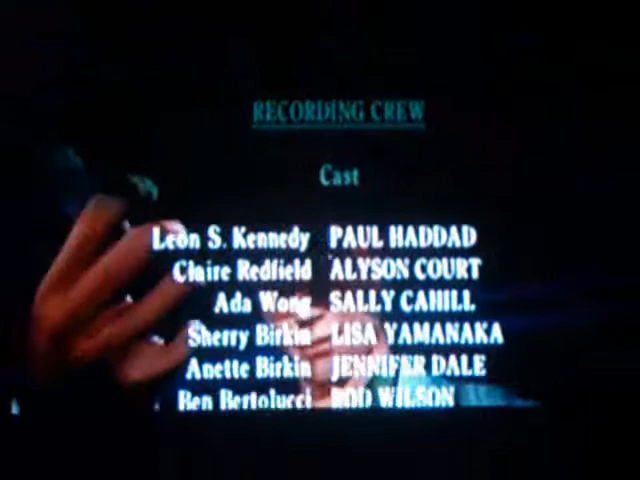 RECORDING CREW
Cast
Leon S. Kennedy PAUL HADDAD
Claire Redfield ALYSON COURT
Ada Wong SALLY CAHILL
Sherry Birkin LISA YAMANAKA
Anette Birkin JENNIFER DALE
Ben Bertolucci ROD WILSON